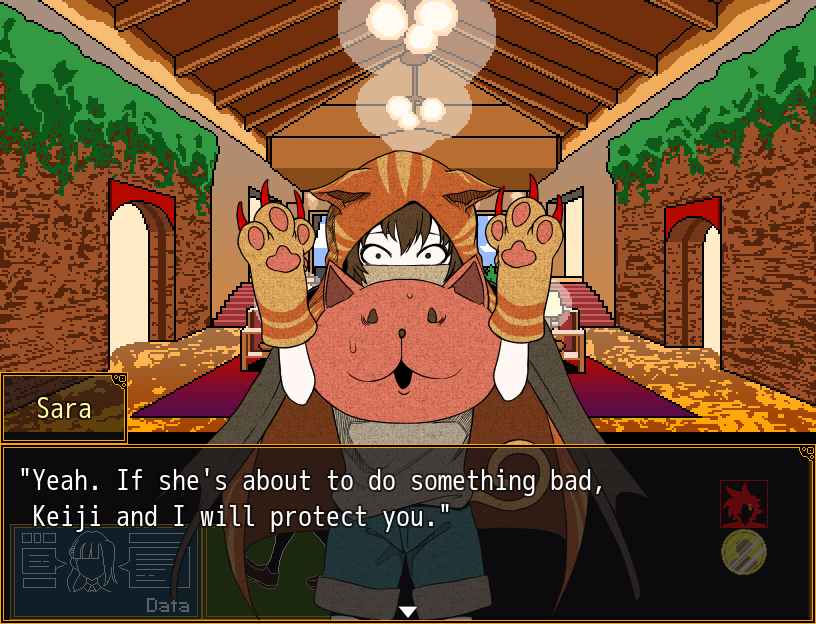 Sara
"Yeah. If she's about to do something bad,
Keiji and I will protect you."
Data